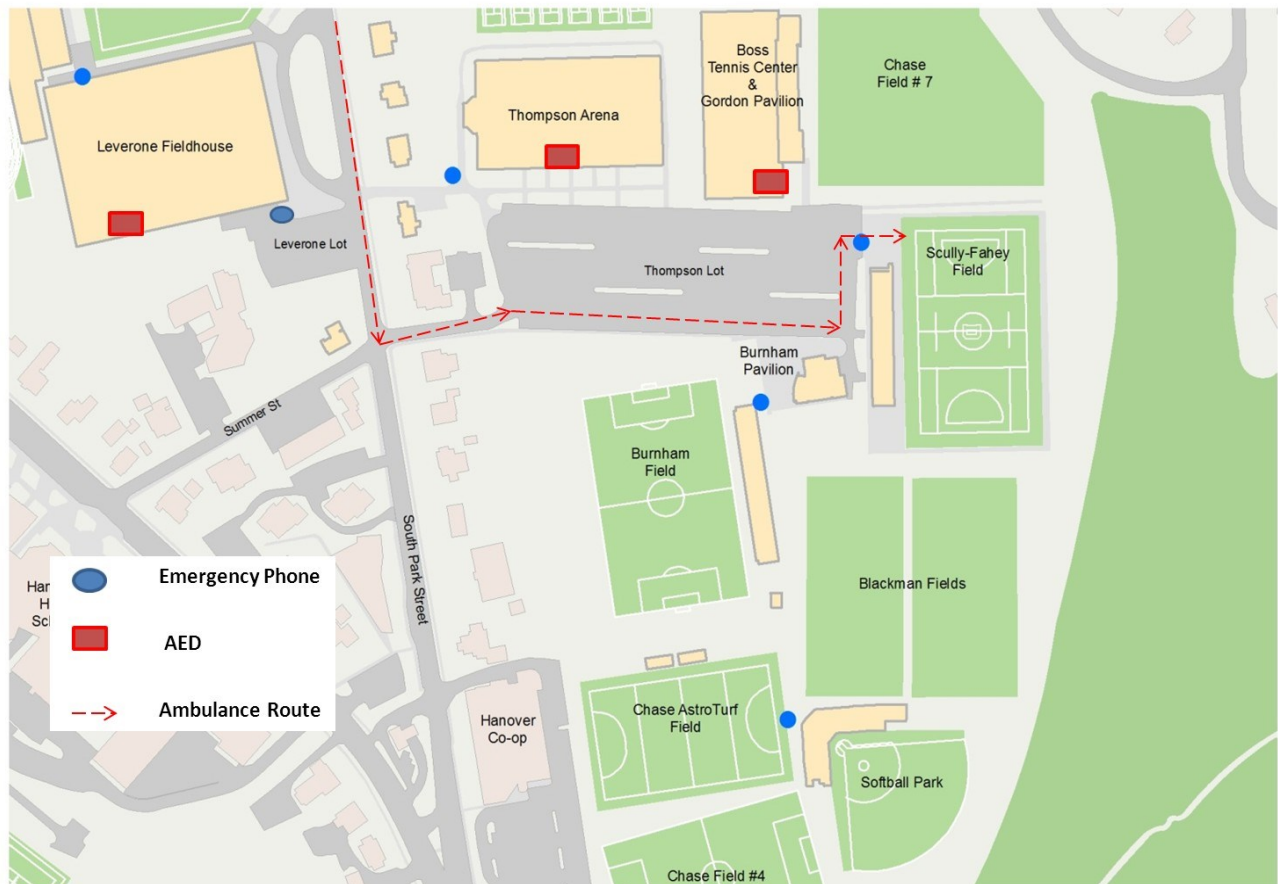 Boss
Tennis Center
&
Gordon Pavilion
Chase
Field # 7
Thompson Arena
Leverone Fieldhouse
Leverone Lot
Thompson Lot
Scully-Fahey
Field
Burnham
Pavilion
Summer St
Burnham
Field
South Park Street
Blackman Fields
Har
H
Sc
Emergency Phone
AED
Ambulance Route
Hanover
Co-op
Chase AstroTurf
Field
Softball Park
Chase Field #4